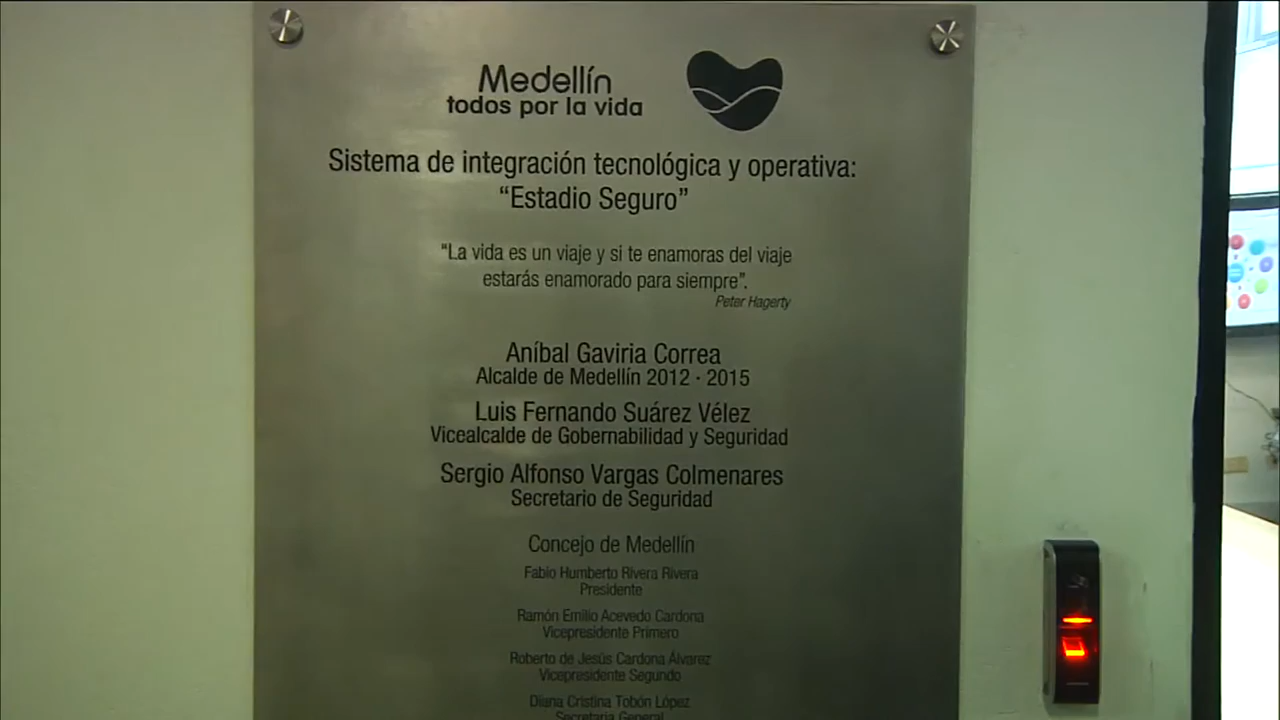 Medellín
todos por la vida
Sistema de integración tecnológica y operativa:
“Estadio Seguro”
“La vida es un viaje y si te enamoras del viaje
estarás enamorado para siempre”.
Peter Hagerty
Aníbal Gaviria Correa
Alcalde de Medellín 2012 · 2015
Luis Fernando Suárez Vélez
Vicealcalde de Gobernabilidad y Seguridad
Sergio Alfonso Vargas Colmenares
Secretario de Seguridad
Concejo de Medellín
Fabio Humberto Rivera Rivera
Presidente
Ramón Emilio Acevedo Cardona
Vicepresidente Primero
Roberto de Jesús Cardona Álvarez
Vicepresidente Segundo
Diana Cristina Tobón López
Secretaria General